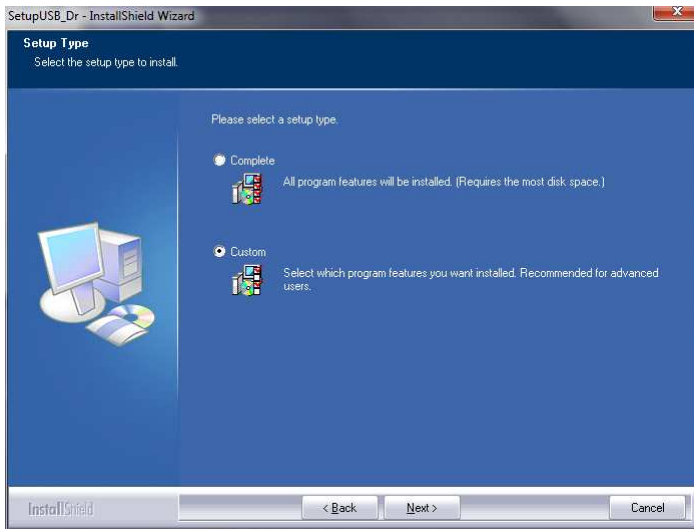 SetupUSB_Dr - InstallShield Wizard
Setup Type
Select the setup type to install.
Please select a setup type.
Complete
All program features will be installed. (Requires the most disk space.)
Custom
Select which program features you want installed. Recommended for advanced
users.
InstallShield
< Back
Next >
Cancel